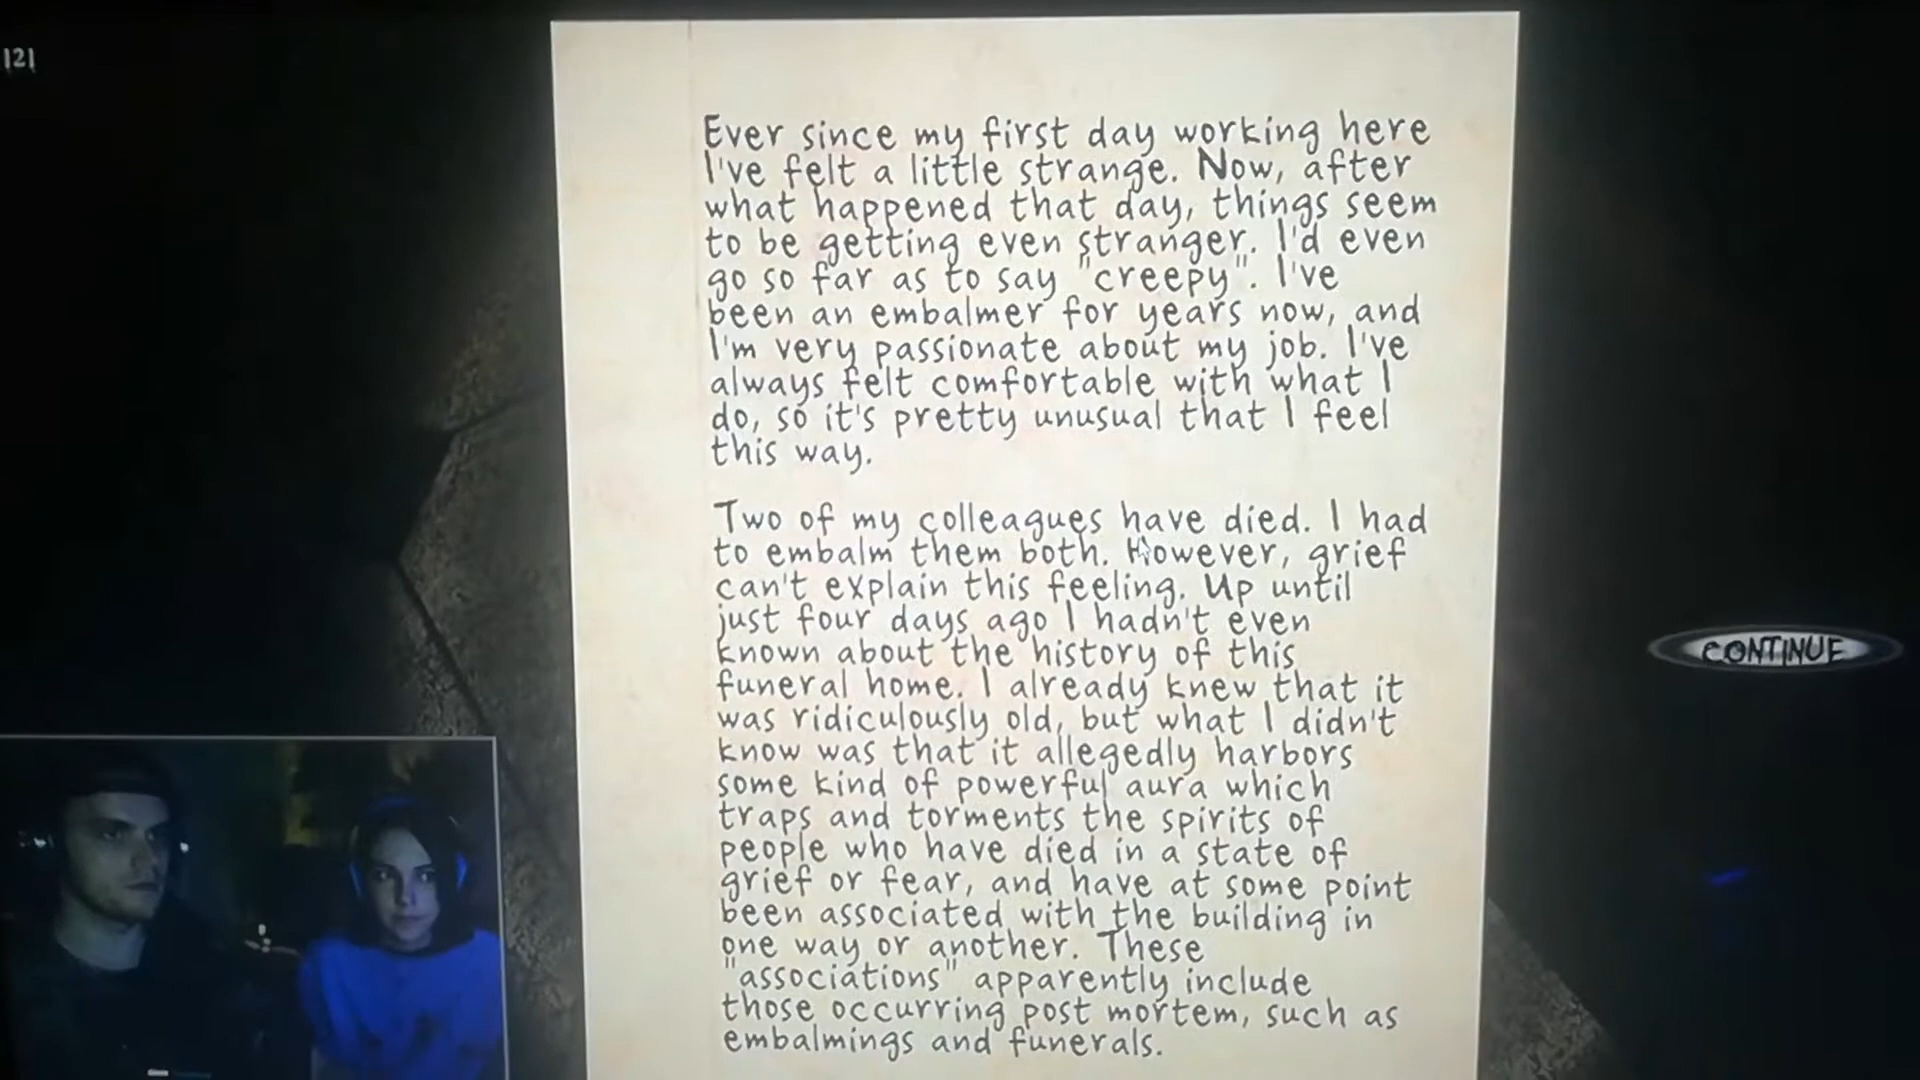 121
Ever since my first day working here
I've felt a little strange. Now, after
what happened that day, things seem
to be getting even stranger. I'd even
go so far as to say "creepy". I've
been an embalmer for years now, and
I'm very passionate about my job. I've
always felt comfortable with what I
do, so it's pretty unusual that I feel
this way.
Two of my colleagues have died. I had
to embalm them both. However, grief
can't explain this feeling. Up until
just four days ago I hadn't even
known about the history of this
funeral home. I already knew that it
was ridiculously old, but what I didn't
know was that it allegedly harbors
some kind of powerful aura which
traps and torments the spirits of
people who have died in a state of
grief or fear, and have at some point
been associated with the building in
one way or another. These
"associations" apparently include
those occurring post mortem, such as
embalmings and funerals.
CONTINUE